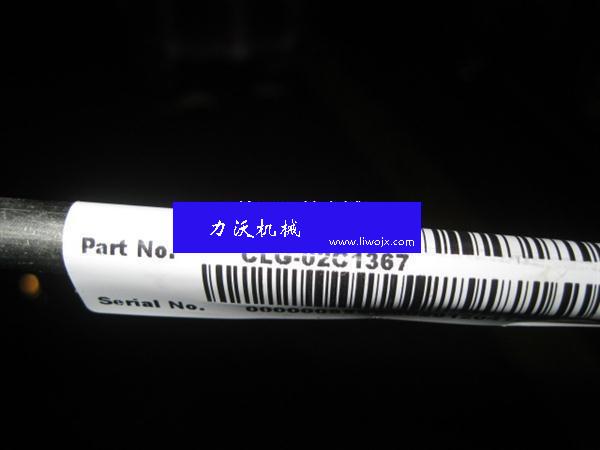 力沃机械
www.liwojx.com
Part No.
CLG-02C1367
Serial No.